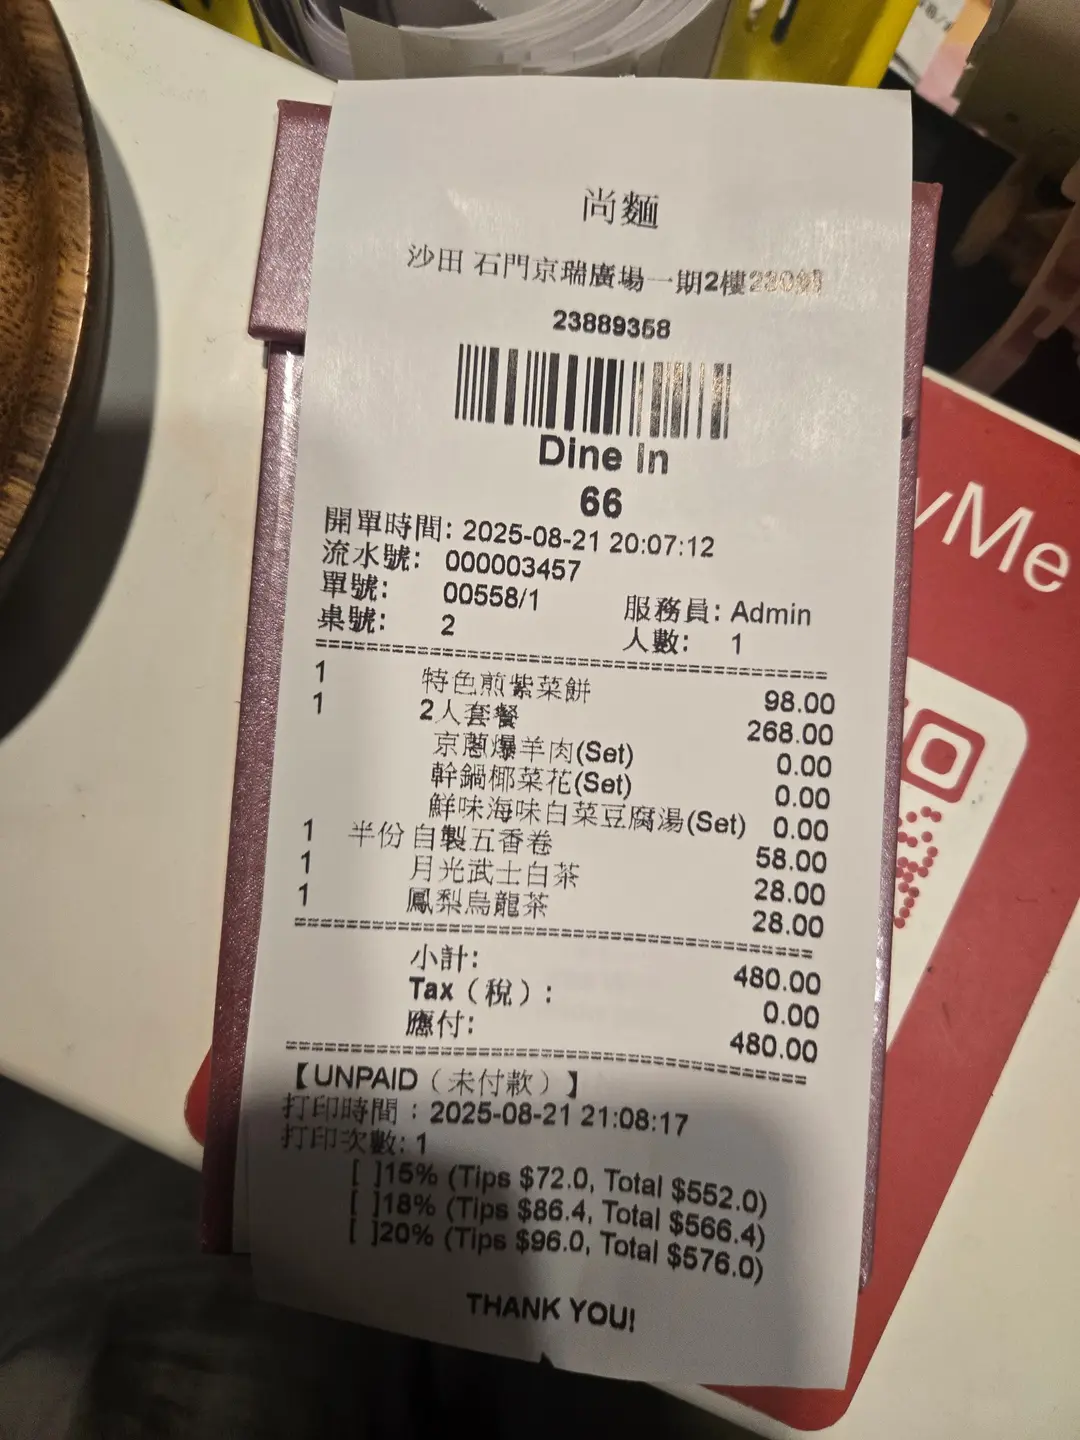 尚麵
沙田 石門京瑞廣場一期2樓230舖
23889358
Dine In
66
開單時間: 2025-08-21 20:07:12
流水號: 000003457
單號: 00558/1 服務員: Admin
桌號: 2 人數: 1
1 特色煎紫菜餅 98.00
1 2人套餐 268.00
京蔥爆羊肉(Set) 0.00
幹鍋椰菜花(Set) 0.00
鮮味海味白菜豆腐湯(Set) 0.00
1 半份 自製五香卷 58.00
1 月光武士白茶 28.00
1 鳳梨烏龍茶 28.00
小計: 480.00
Tax（稅）: 0.00
應付: 480.00
【UNPAID（未付款）】
打印時間：2025-08-21 21:08:17
打印次數: 1
[ ]15% (Tips $72.0, Total $552.0)
[ ]18% (Tips $86.4, Total $566.4)
[ ]20% (Tips $96.0, Total $576.0)
THANK YOU!
yMe